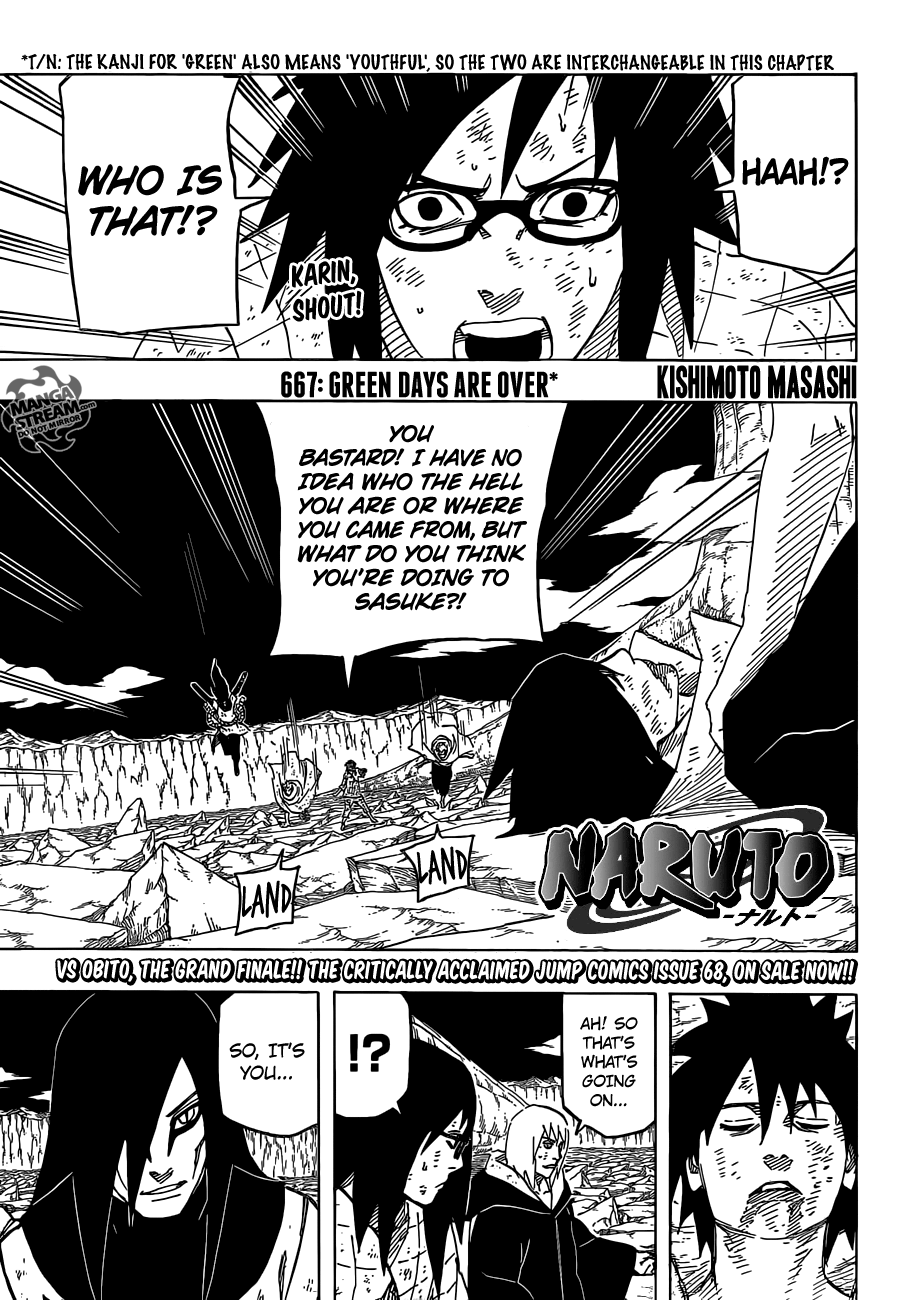 *T/N: THE KANJI FOR 'GREEN' ALSO MEANS 'YOUTHFUL', SO THE TWO ARE INTERCHANGEABLE IN THIS CHAPTER
HAAH!?
WHO IS
THAT!?
KARIN,
SHOUT!
667: GREEN DAYS ARE OVER*
KISHIMOTO MASASHI
MANGA
STREAM.com
DO NOT MIRROR
YOU
BASTARD! I HAVE NO
IDEA WHO THE HELL
YOU ARE OR WHERE
YOU CAME FROM, BUT
WHAT DO YOU THINK
YOU'RE DOING TO
SASUKE?!
LAND
LAND
NARUTO
-ナルト-
VS OBITO, THE GRAND FINALE!! THE CRITICALLY ACCLAIMED JUMP COMICS ISSUE 68, ON SALE NOW!!
AH! SO
THAT'S
WHAT'S
GOING
ON...
!?
SO, IT'S
YOU...